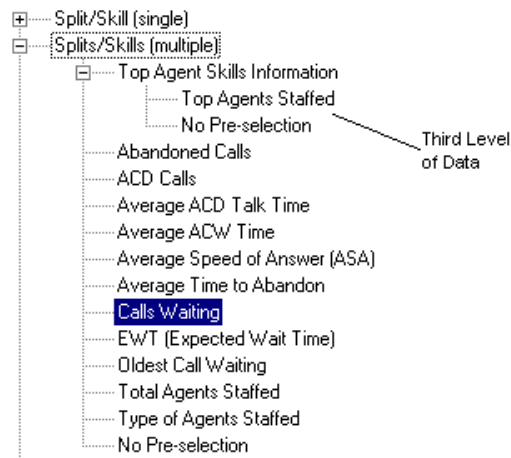 Split/Skill (single)
Splits/Skills (multiple)
Top Agent Skills Information
Top Agents Staffed
No Pre-selection
Third Level
of Data
Abandoned Calls
ACD Calls
Average ACD Talk Time
Average ACW Time
Average Speed of Answer (ASA)
Average Time to Abandon
Calls Waiting
EWT (Expected Wait Time)
Oldest Call Waiting
Total Agents Staffed
Type of Agents Staffed
No Pre-selection